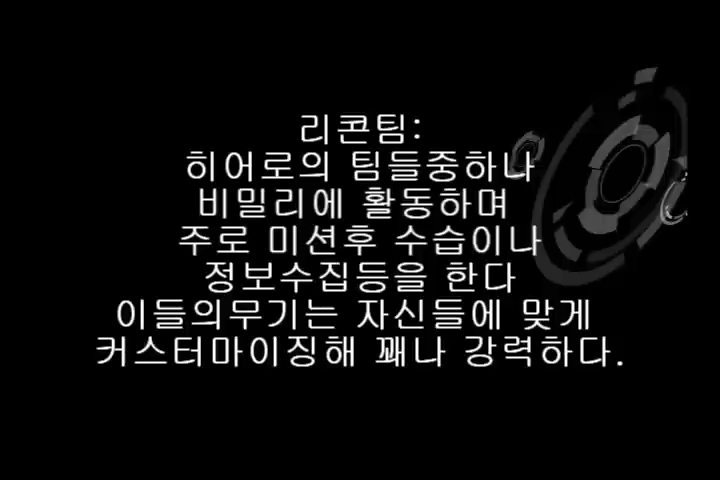 리콘팀:
히어로의 팀들중하나
비밀리에 활동하며
주로 미션후 수습이나
정보수집등을 한다
이들의무기는 자신들에 맞게
커스터마이징해 꽤나 강력하다.